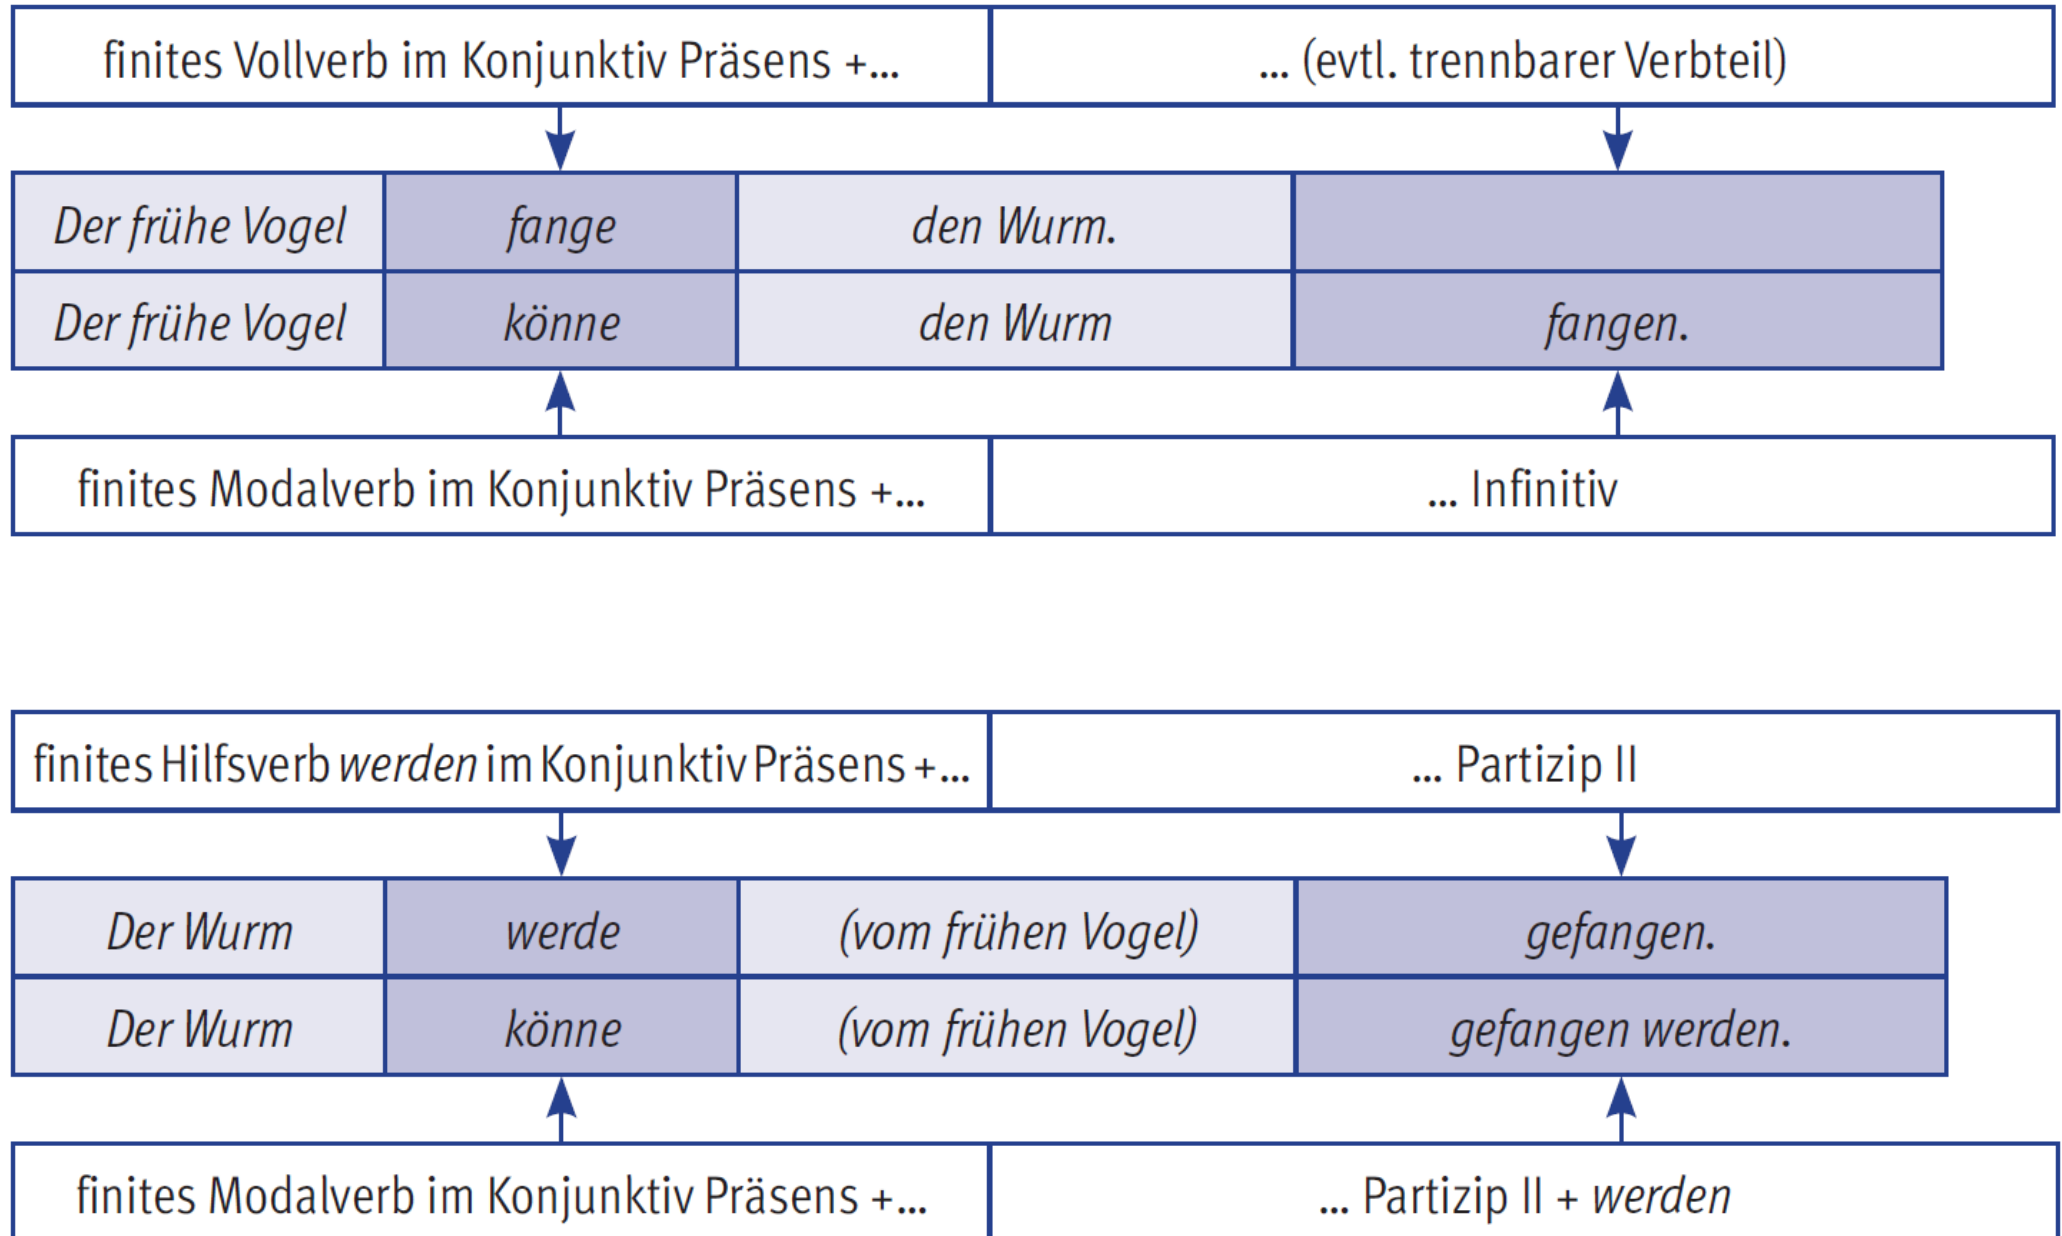 finites Vollverb im Konjunktiv Präsens +... ... (evtl. trennbarer Verbteil)
Der frühe Vogel fange den Wurm.
Der frühe Vogel könne den Wurm fangen.
finites Modalverb im Konjunktiv Präsens +... ... Infinitiv
finites Hilfsverb werden im Konjunktiv Präsens +... ... Partizip II
Der Wurm werde (vom frühen Vogel) gefangen.
Der Wurm könne (vom frühen Vogel) gefangen werden.
finites Modalverb im Konjunktiv Präsens +... ... Partizip II + werden